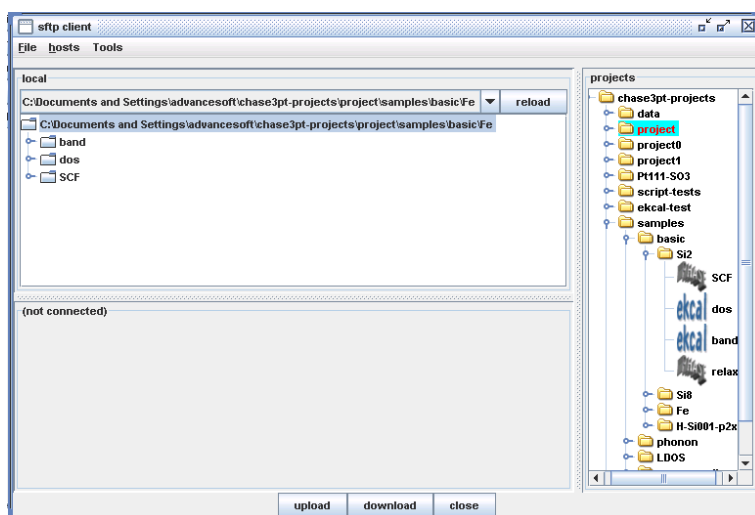 sftp client
File hosts Tools
local
C:\Documents and Settings\advancesoft\chase3pt-projects\project\samples\basic\Fe reload
C:\Documents and Settings\advancesoft\chase3pt-projects\project\samples\basic\Fe
band
dos
SCF
(not connected)
projects
chase3pt-projects
data
project
project0
project1
Pt111-SO3
script-tests
ekcal-test
samples
basic
Si2
SCF
ekcal dos
ekcal band
relax
Si8
Fe
H-Si001-p2x
phonon
LDOS
upload download close